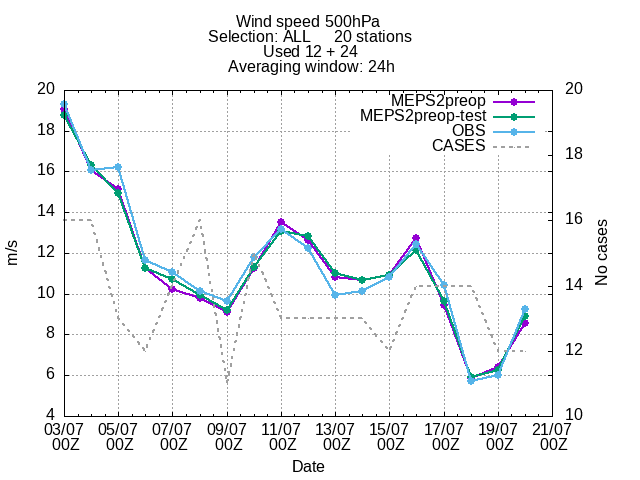 Wind speed 500hPa
Selection: ALL 20 stations
Used 12 + 24
Averaging window: 24h
MEPS2preop
MEPS2preop-test
OBS
CASES
m/s
20
18
16
14
12
10
8
6
4
No cases
20
18
16
14
12
10
03/07 05/07 07/07 09/07 11/07 13/07 15/07 17/07 19/07 21/07
00Z 00Z 00Z 00Z 00Z 00Z 00Z 00Z 00Z 00Z
Date